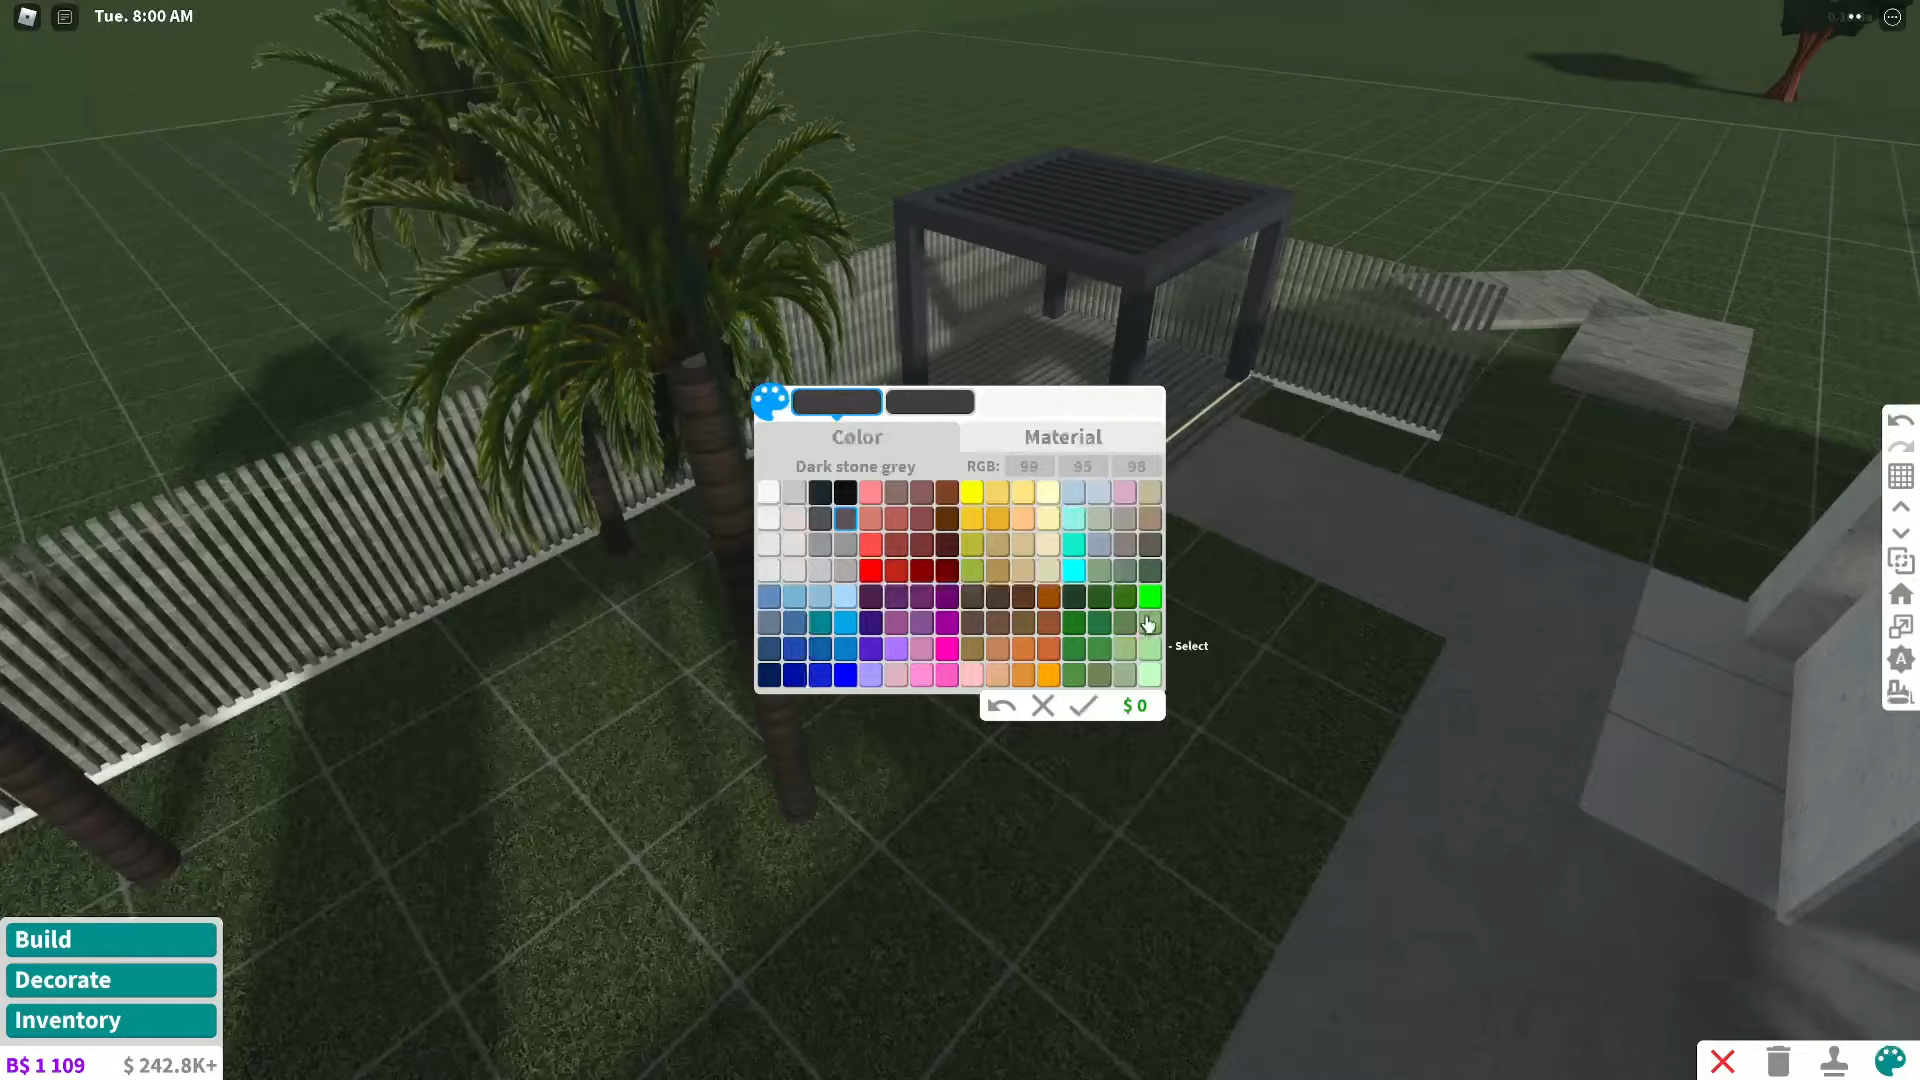 Tue. 8:00 AM
Color
Material
Dark stone grey
RGB: 99 95 98
- Select
$ 0
Build
Decorate
Inventory
B$ 1 109
$ 242.8K+